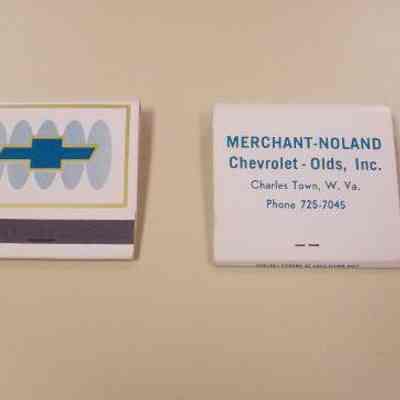 MERCHANT-NOLAND
Chevrolet - Olds, Inc.
Charles Town, W. Va.
Phone 725-7045